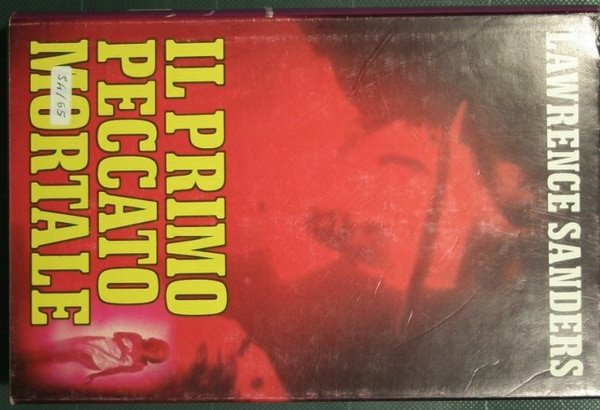 LAWRENCE SANDERS
IL PRIMO
PECCATO
MORTALE